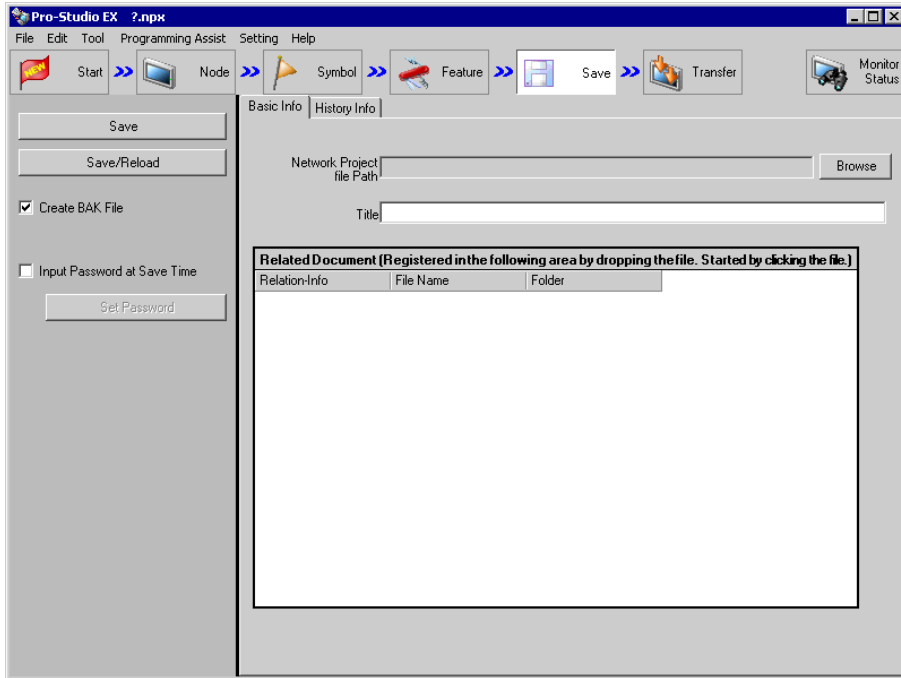 Pro-Studio EX ?.npx
File Edit Tool Programming Assist Setting Help
NEW Start Node Symbol Feature Save Transfer Monitor Status
Basic Info History Info
Save
Save/Reload
Network Project file Path Browse
Create BAK File
Title
Related Document (Registered in the following area by dropping the file. Started by clicking the file.)
Input Password at Save Time
Relation-Info File Name Folder
Set Password